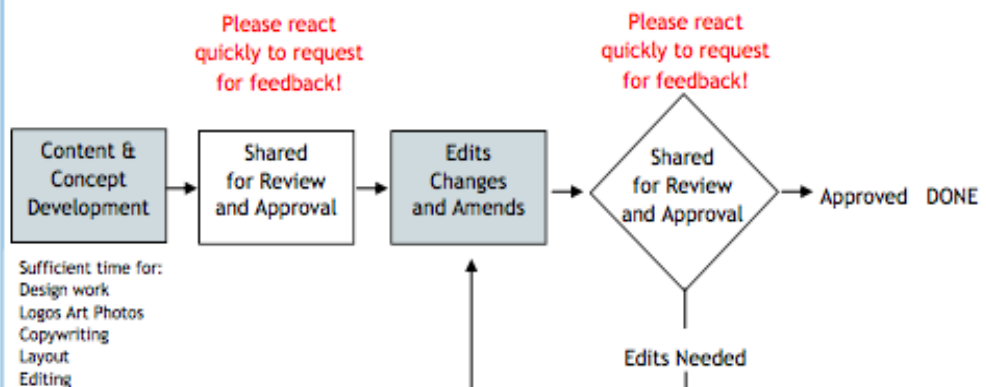 Please react
quickly to request
for feedback!
Please react
quickly to request
for feedback!
Content &
Concept
Development
Shared
for Review
and Approval
Edits
Changes
and Amends
Shared
for Review
and Approval
Approved DONE
Sufficient time for:
Design work
Logos Art Photos
Copywriting
Layout
Editing
Edits Needed